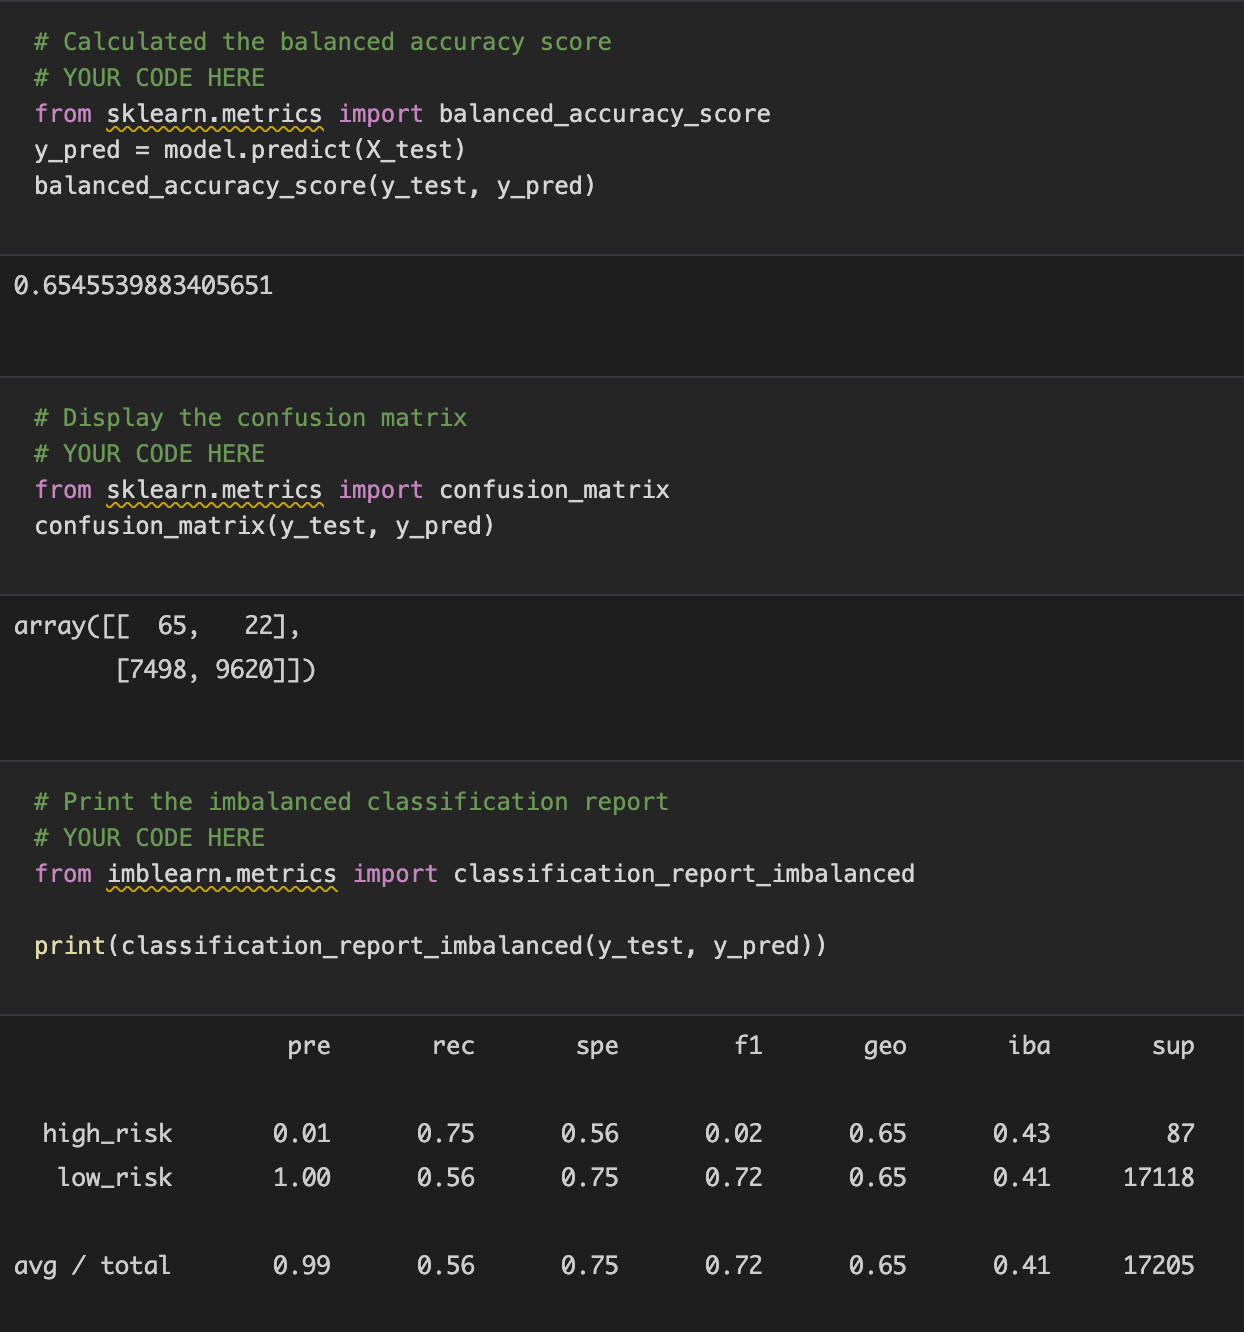 # Calculated the balanced accuracy score
# YOUR CODE HERE
from sklearn.metrics import balanced_accuracy_score
y_pred = model.predict(X_test)
balanced_accuracy_score(y_test, y_pred)
0.6545539883405651
# Display the confusion matrix
# YOUR CODE HERE
from sklearn.metrics import confusion_matrix
confusion_matrix(y_test, y_pred)
array([[  65,   22],
       [7498, 9620]])
# Print the imbalanced classification report
# YOUR CODE HERE
from imblearn.metrics import classification_report_imbalanced
print(classification_report_imbalanced(y_test, y_pred))
                   pre       rec       spe        f1       geo       iba       sup
  high_risk       0.01      0.75      0.56      0.02      0.65      0.43        87
   low_risk       1.00      0.56      0.75      0.72      0.65      0.41     17118
avg / total       0.99      0.56      0.75      0.72      0.65      0.41     17205